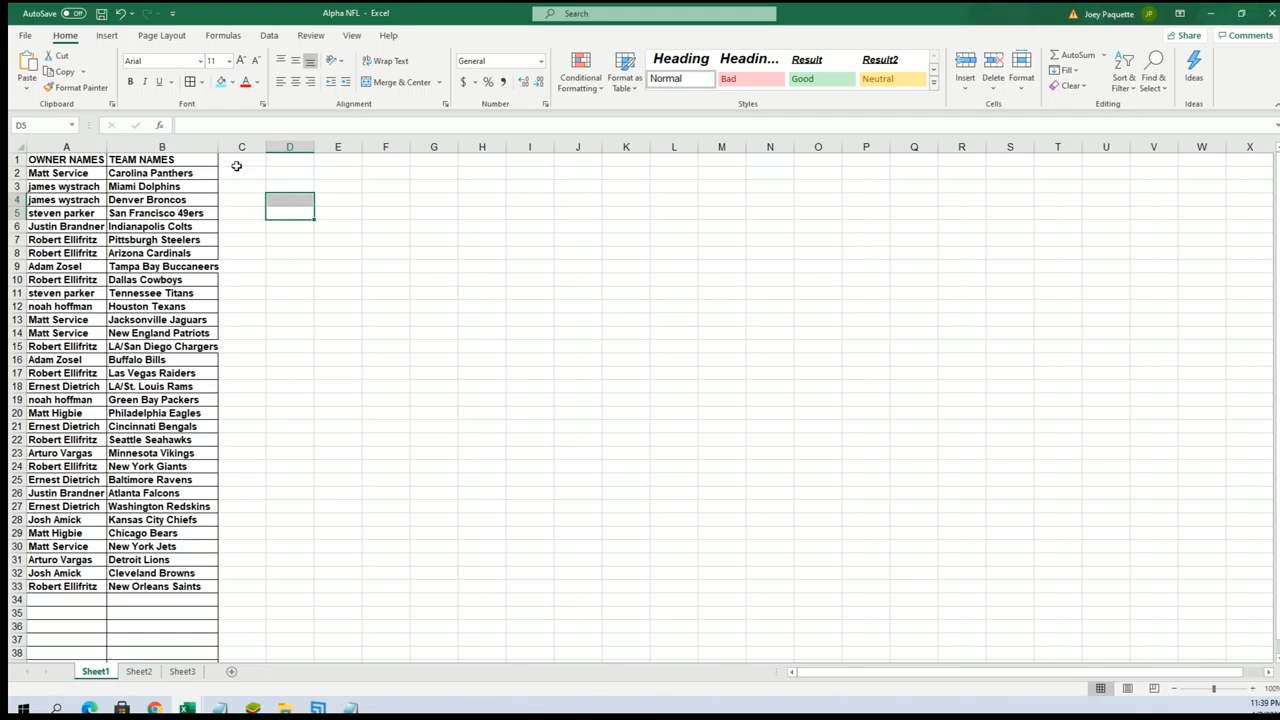 AutoSave Off Alpha NFL - Excel Search Joey Paquette JP
File Home Insert Page Layout Formulas Data Review View Help Share Comments
Paste Cut Copy Format Painter Clipboard
Arial 11 A A B I U A Font
Wrap Text Merge & Center Alignment
General $ % , Number
Conditional Formatting Format as Table
Heading Headin... Result Result2
Normal Bad Good Neutral
Styles
Insert Delete Format Cells
AutoSum Fill Clear Sort & Filter Find & Select Editing
Ideas Ideas
D5 fx
A B C D E F G H I J K L M N O P Q R S T U V W X
1 OWNER NAMES TEAM NAMES
2 Matt Service Carolina Panthers
3 james wystrach Miami Dolphins
4 james wystrach Denver Broncos
5 steven parker San Francisco 49ers
6 Justin Brandner Indianapolis Colts
7 Robert Ellifritz Pittsburgh Steelers
8 Robert Ellifritz Arizona Cardinals
9 Adam Zosel Tampa Bay Buccaneers
10 Robert Ellifritz Dallas Cowboys
11 steven parker Tennessee Titans
12 noah hoffman Houston Texans
13 Matt Service Jacksonville Jaguars
14 Matt Service New England Patriots
15 Robert Ellifritz LA/San Diego Chargers
16 Adam Zosel Buffalo Bills
17 Robert Ellifritz Las Vegas Raiders
18 Ernest Dietrich LA/St. Louis Rams
19 noah hoffman Green Bay Packers
20 Matt Higbie Philadelphia Eagles
21 Ernest Dietrich Cincinnati Bengals
22 Robert Ellifritz Seattle Seahawks
23 Arturo Vargas Minnesota Vikings
24 Robert Ellifritz New York Giants
25 Ernest Dietrich Baltimore Ravens
26 Justin Brandner Atlanta Falcons
27 Ernest Dietrich Washington Redskins
28 Josh Amick Kansas City Chiefs
29 Matt Higbie Chicago Bears
30 Matt Service New York Jets
31 Arturo Vargas Detroit Lions
32 Josh Amick Cleveland Browns
33 Robert Ellifritz New Orleans Saints
34
35
36
37
38
Sheet1 Sheet2 Sheet3
100%
11:39 PM